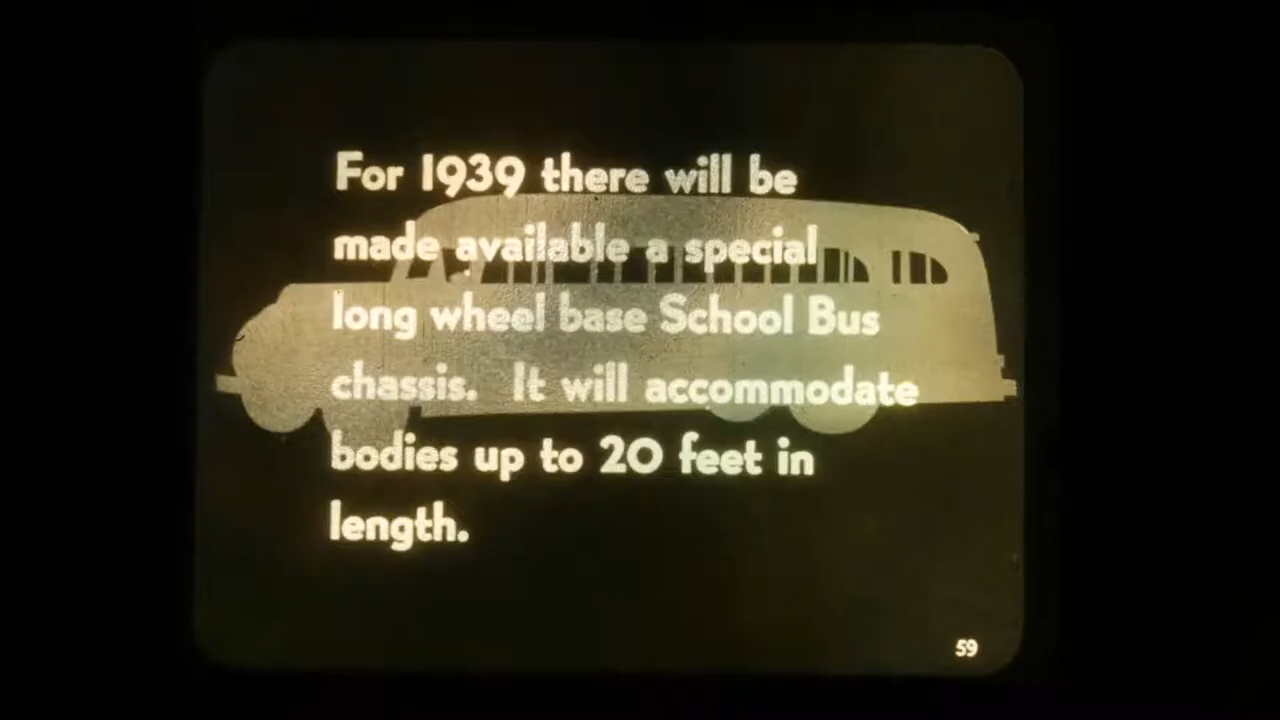 For 1939 there will be
made available a special
long wheel base School Bus
chassis. It will accommodate
bodies up to 20 feet in
length.
59